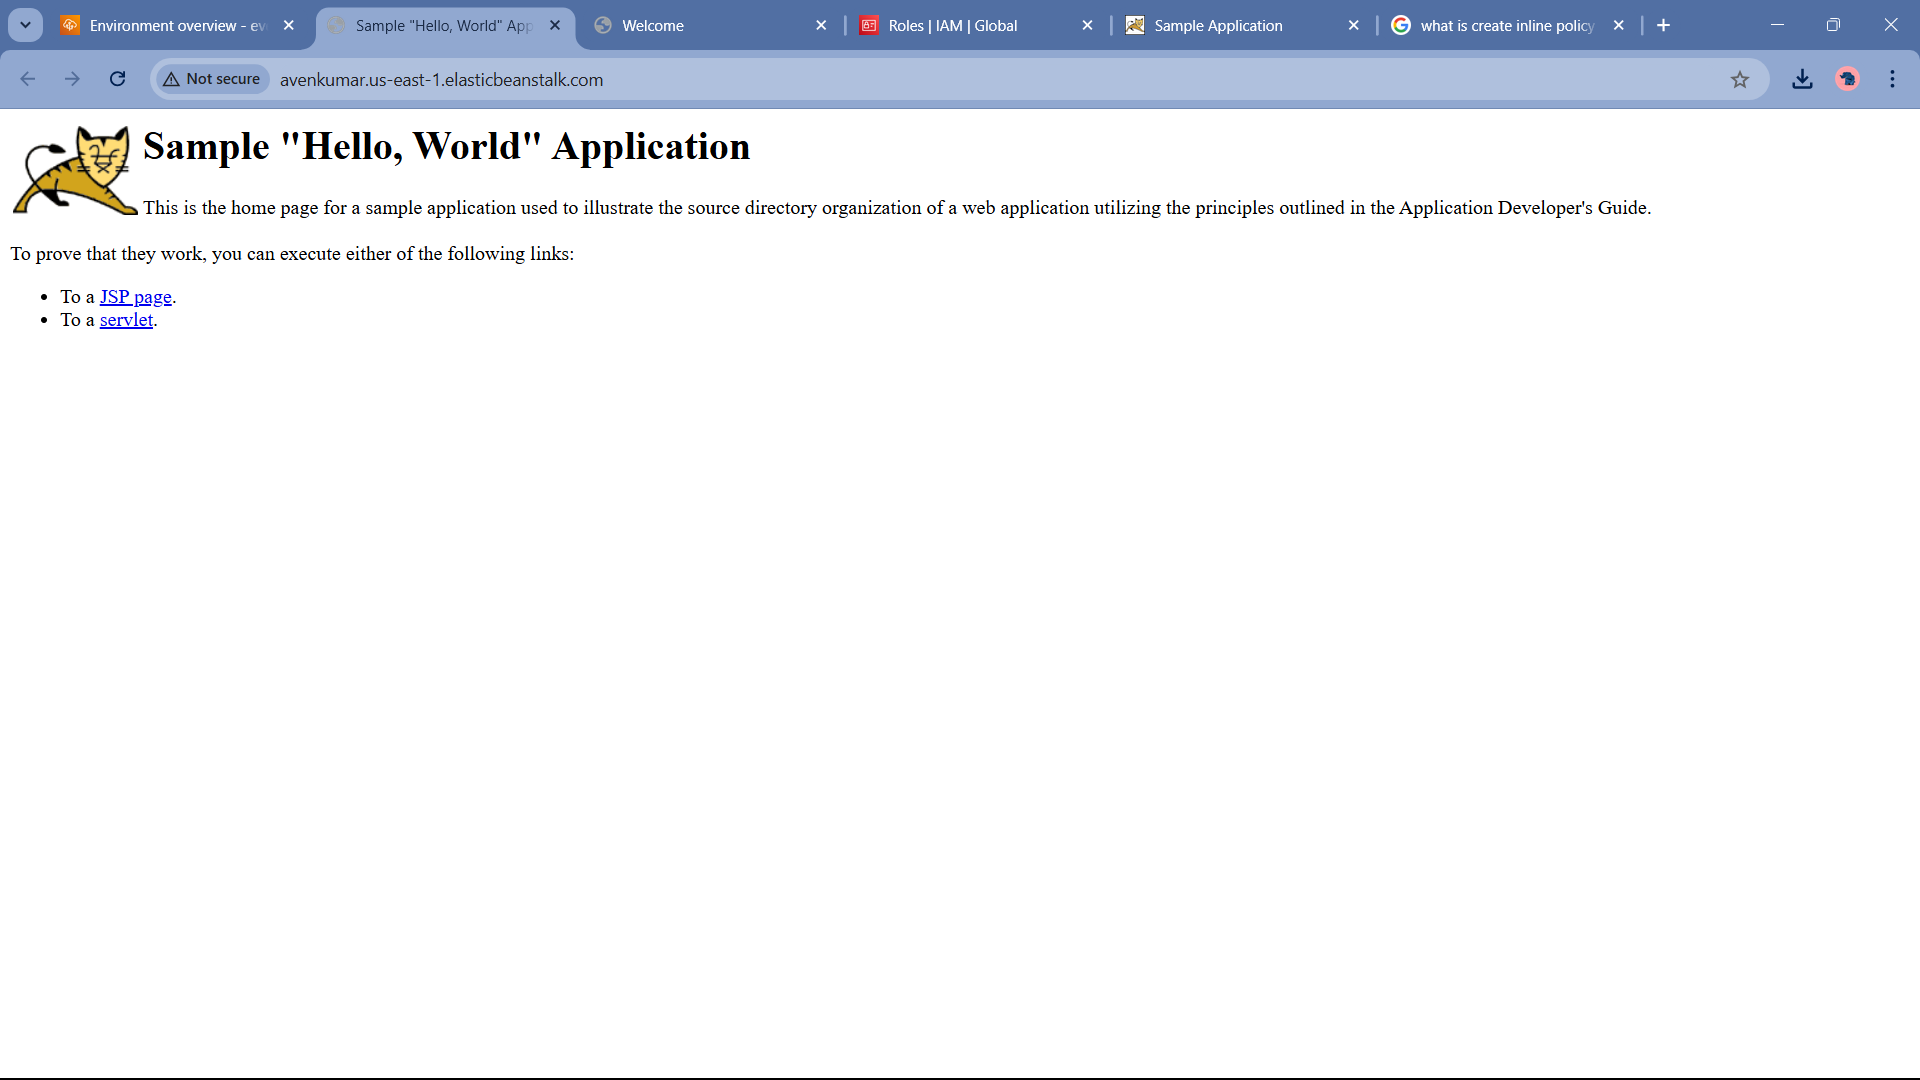 Environment overview - ev
Sample "Hello, World" App
Welcome
Roles | IAM | Global
Sample Application
what is create inline policy
Not secure
avenkumar.us-east-1.elasticbeanstalk.com
Sample "Hello, World" Application
This is the home page for a sample application used to illustrate the source directory organization of a web application utilizing the principles outlined in the Application Developer's Guide.
To prove that they work, you can execute either of the following links:
• To a JSP page.
• To a servlet.